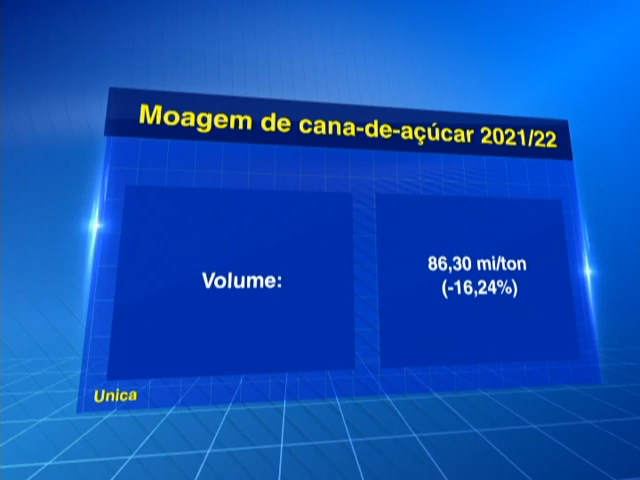 Moagem de cana-de-açúcar 2021/22
Volume:
86,30 mi/ton
(-16,24%)
Unica